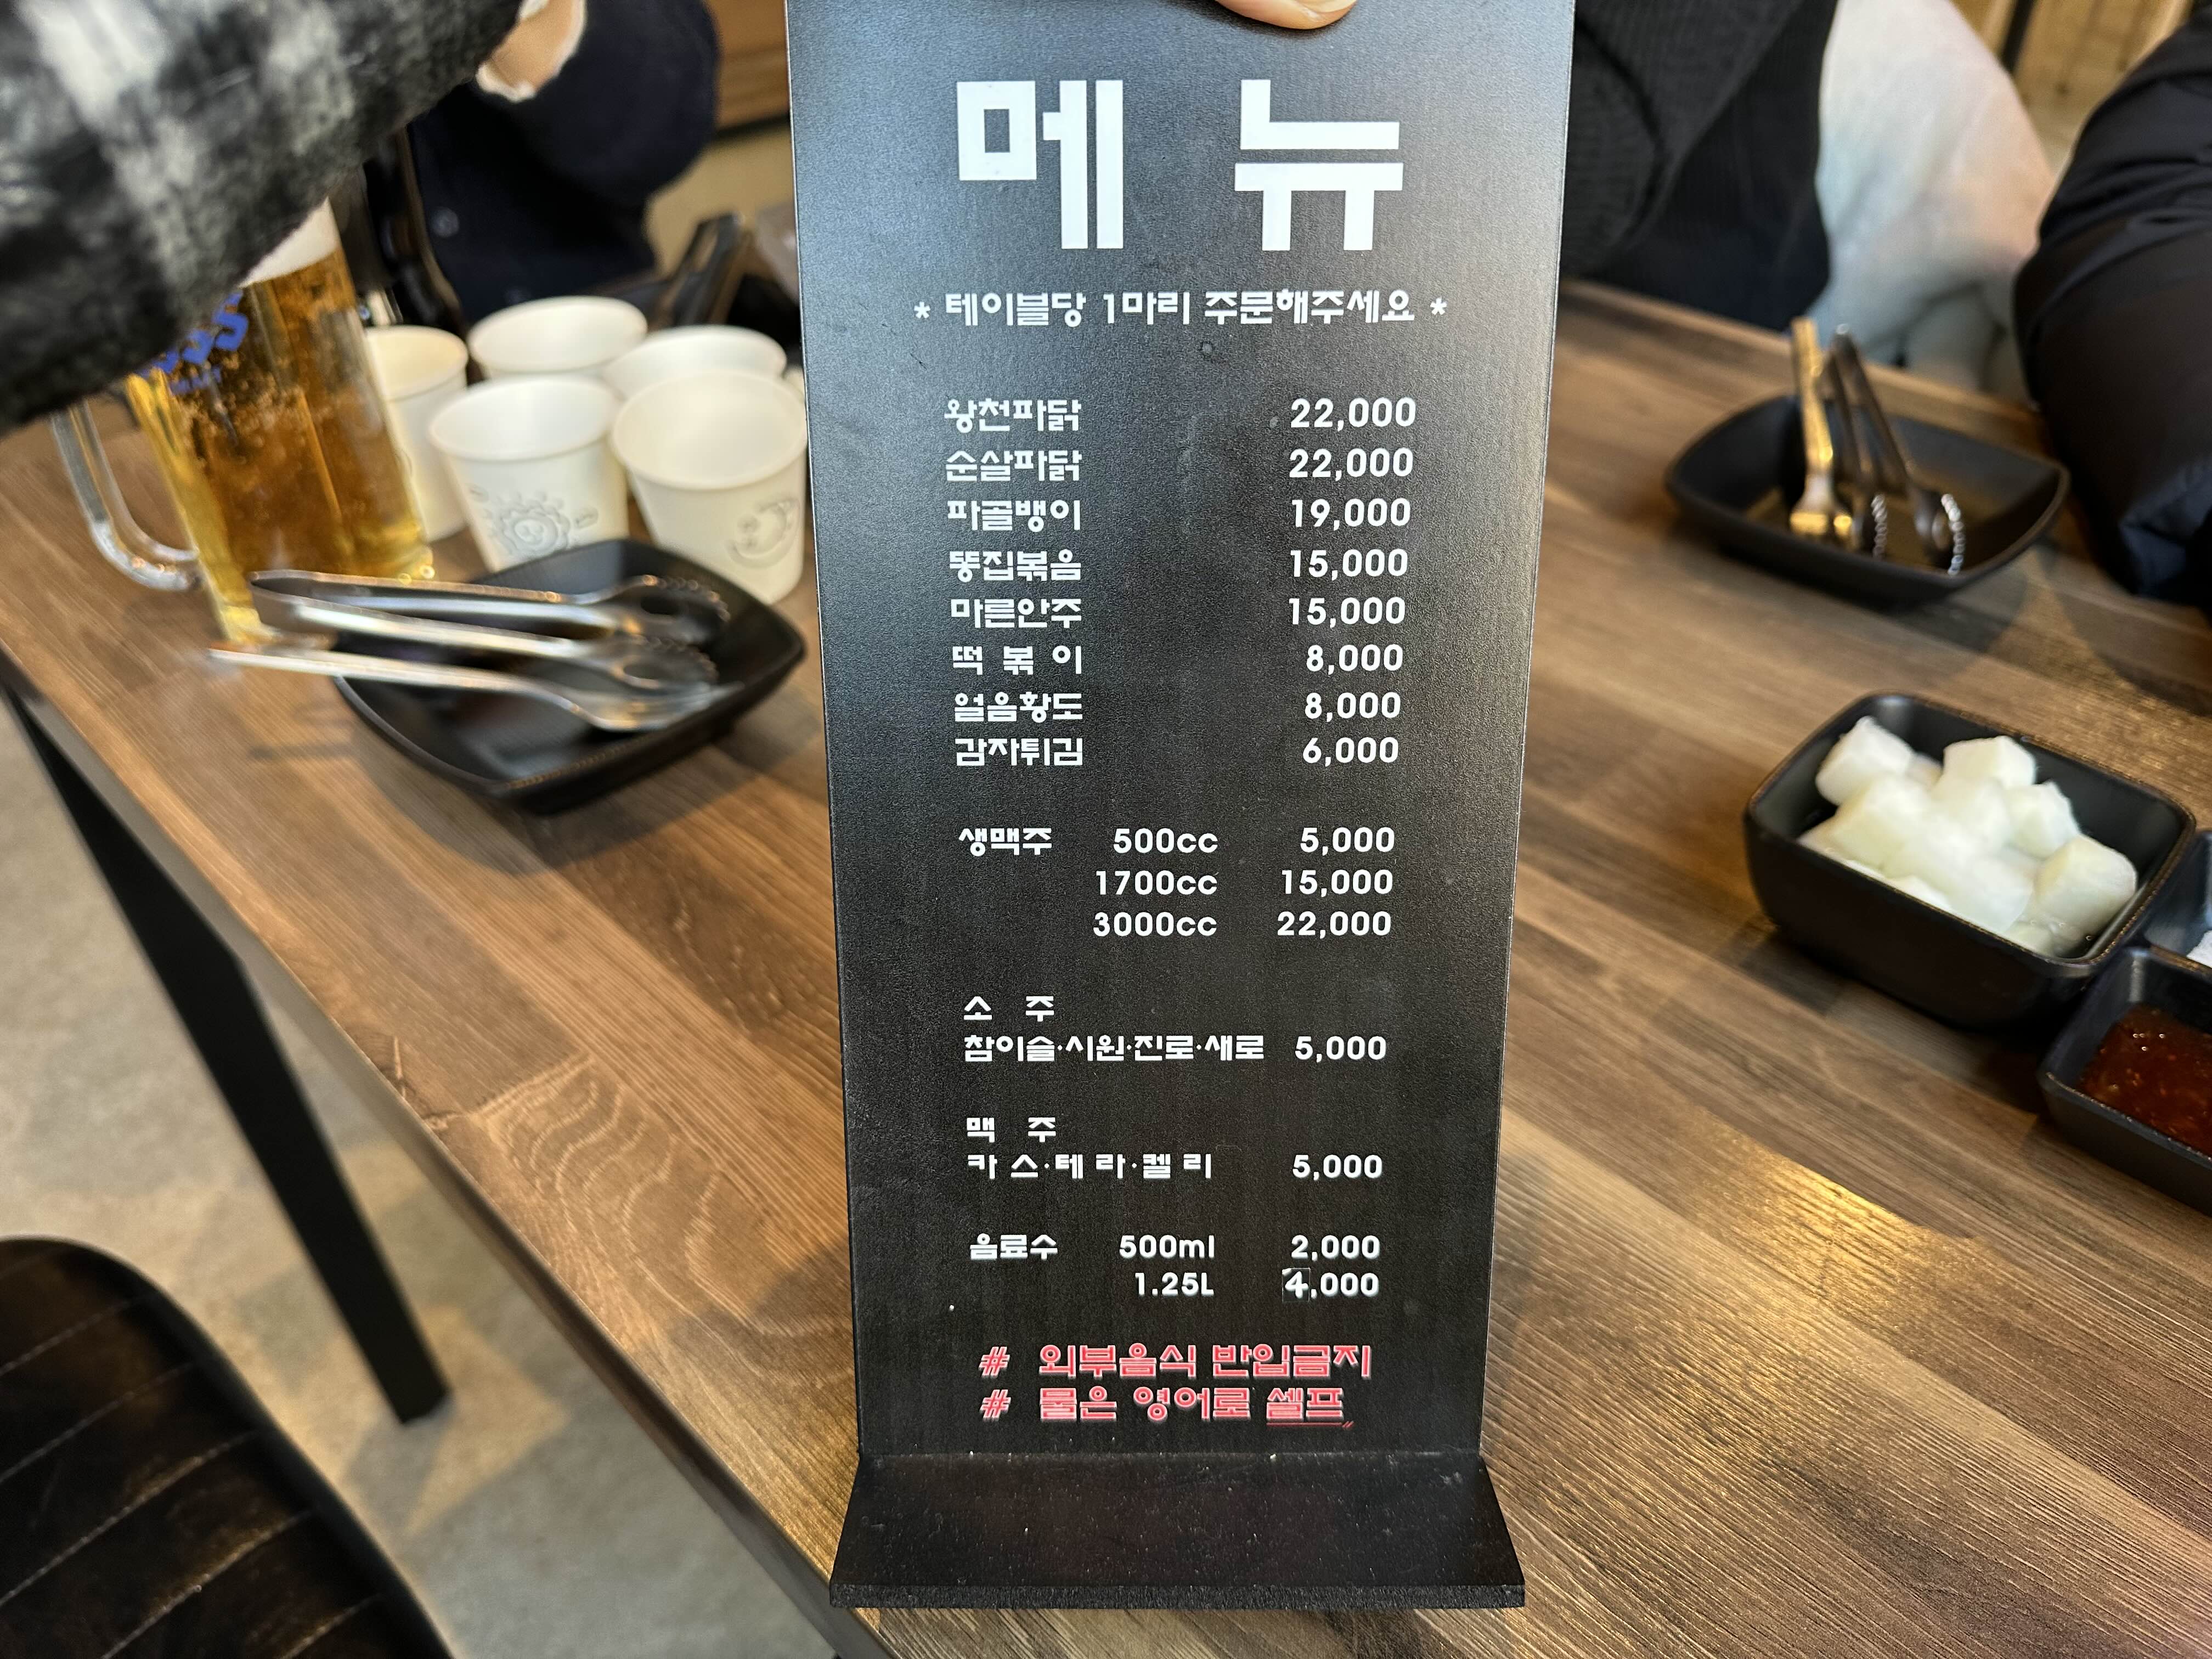 메 뉴
* 테이블당 1마리 주문해주세요 *
왕천파닭 22,000
순살파닭 22,000
파골뱅이 19,000
똥집볶음 15,000
마른안주 15,000
떡 볶 이 8,000
얼음황도 8,000
감자튀김 6,000
생맥주 500cc 5,000
1700cc 15,000
3000cc 22,000
소 주
참이슬·시원·진로·새로 5,000
맥 주
카 스·테 라·켈 리 5,000
음료수 500ml 2,000
1.25L 4,000
# 외부음식 반입금지
# 물은 영어로 셀프〃